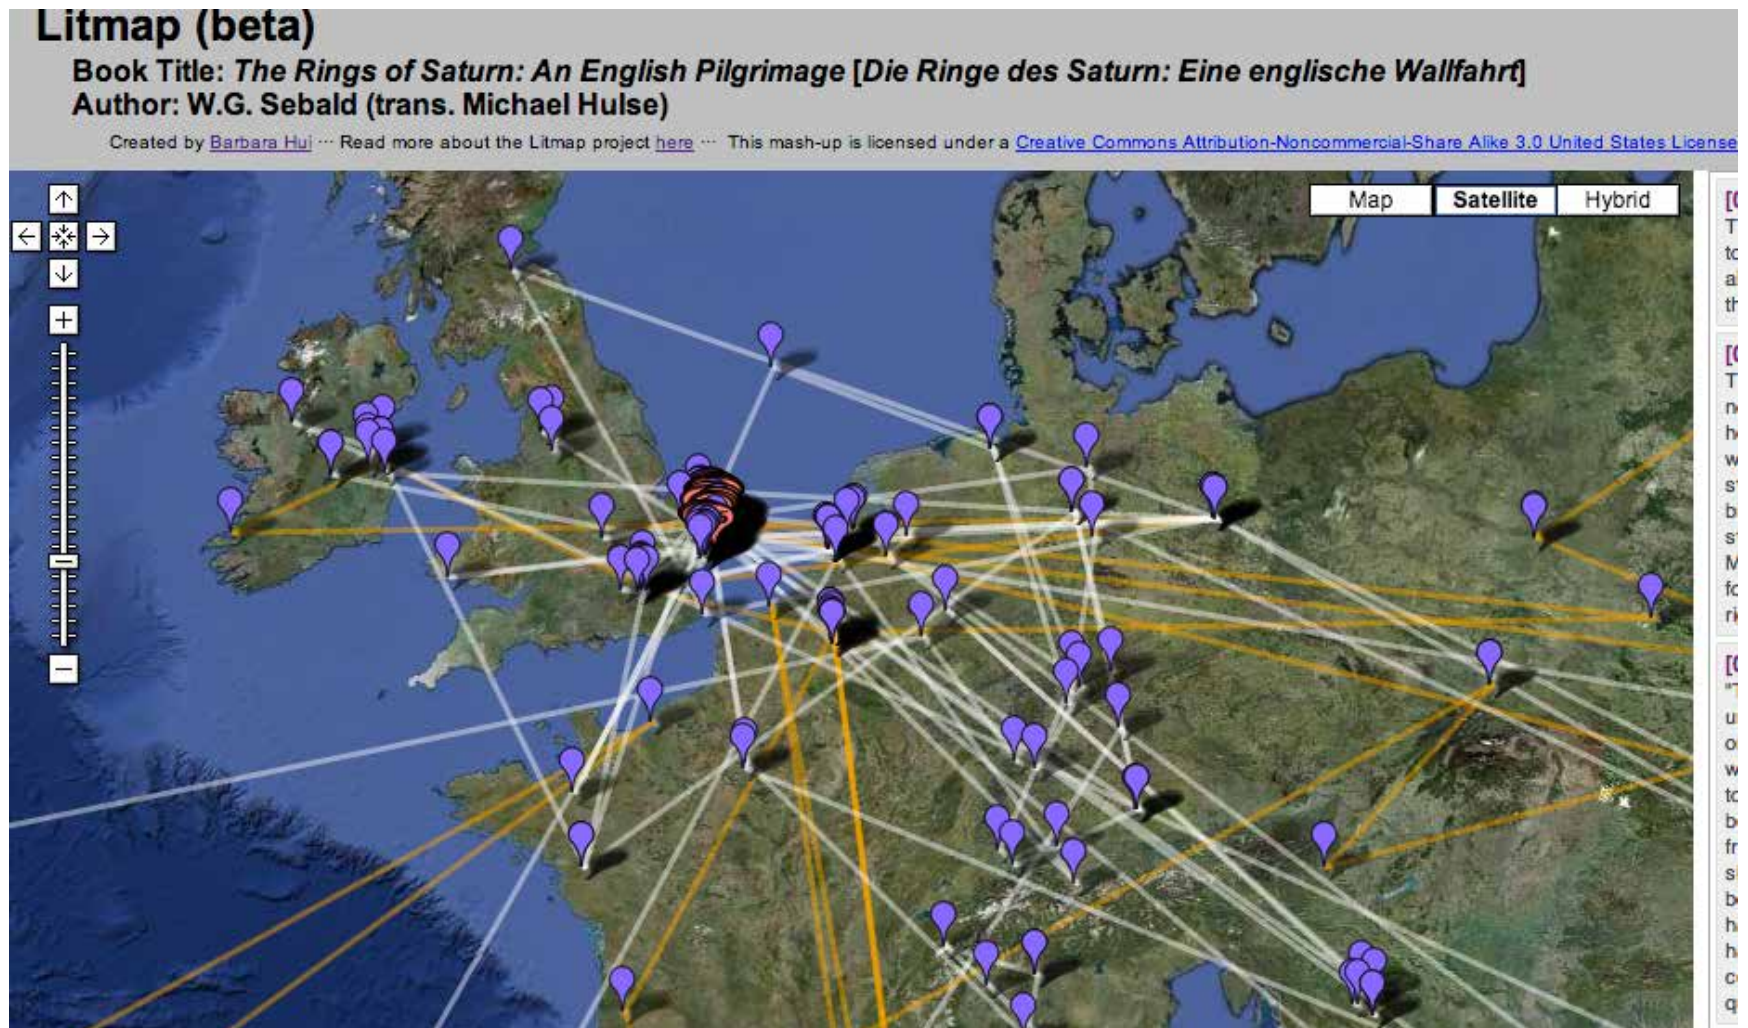 Litmap (beta)
Book Title: The Rings of Saturn: An English Pilgrimage [Die Ringe des Saturn: Eine englische Wallfahrt]
Author: W.G. Sebald (trans. Michael Hulse)
Created by Barbara Hui ··· Read more about the Litmap project here ··· This mash-up is licensed under a Creative Commons Attribution-Noncommercial-Share Alike 3.0 United States License
Map Satellite Hybrid